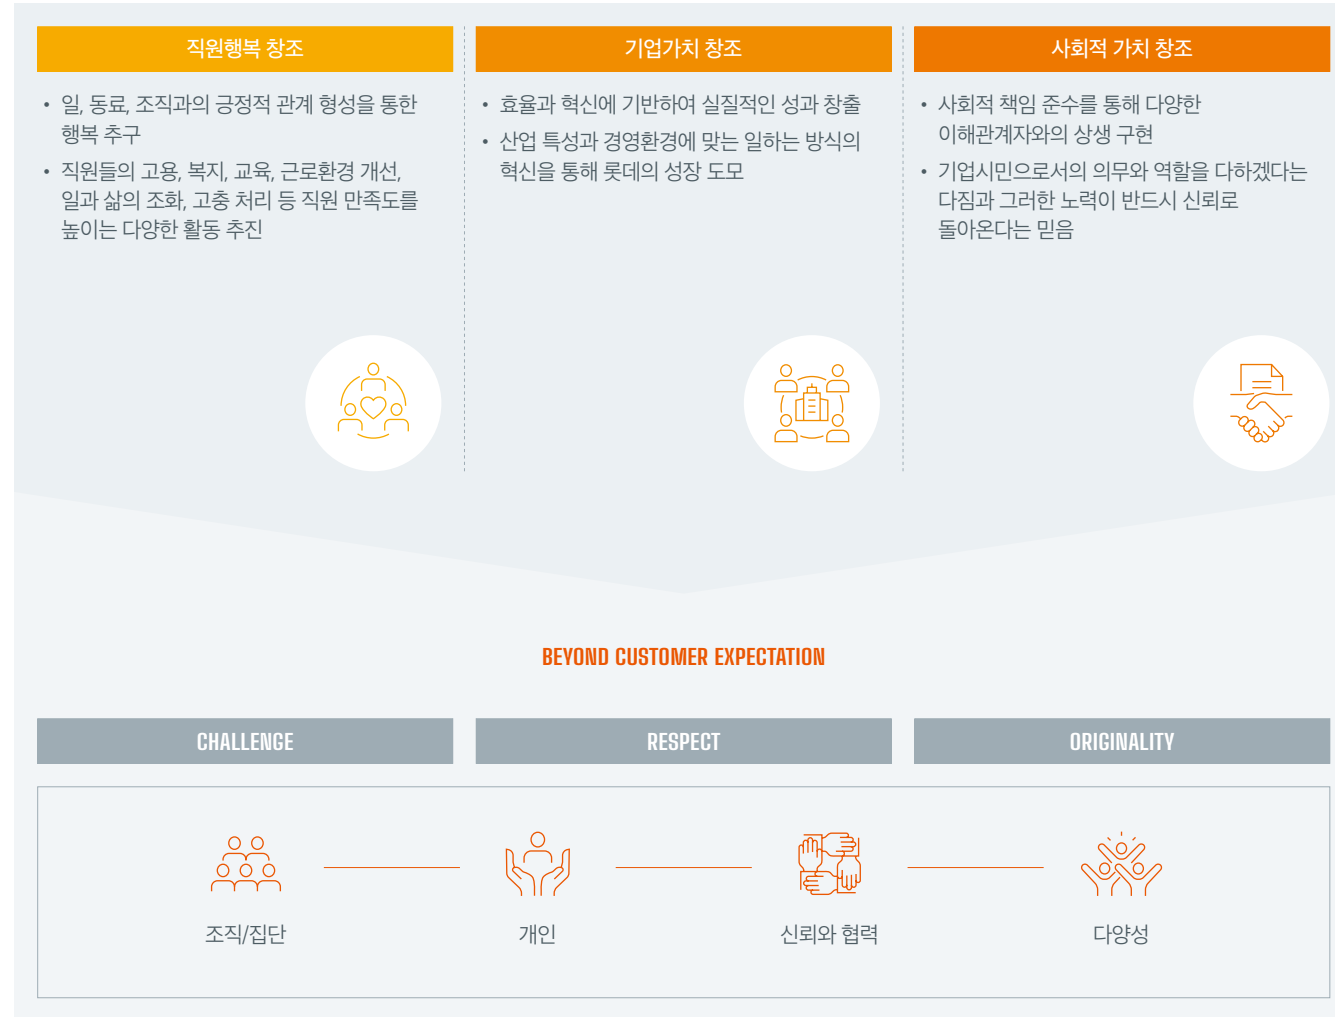 직원행복 창조
• 일, 동료, 조직과의 긍정적 관계 형성을 통한
행복 추구
• 직원들의 고용, 복지, 교육, 근로환경 개선,
일과 삶의 조화, 고충 처리 등 직원 만족도를
높이는 다양한 활동 추진
기업가치 창조
• 효율과 혁신에 기반하여 실질적인 성과 창출
• 산업 특성과 경영환경에 맞는 일하는 방식의
혁신을 통해 롯데의 성장 도모
사회적 가치 창조
• 사회적 책임 준수를 통해 다양한
이해관계자와의 상생 구현
• 기업시민으로서의 의무와 역할을 다하겠다는
다짐과 그러한 노력이 반드시 신뢰로
돌아온다는 믿음
BEYOND CUSTOMER EXPECTATION
CHALLENGE
RESPECT
ORIGINALITY
조직/집단
개인
신뢰와 협력
다양성